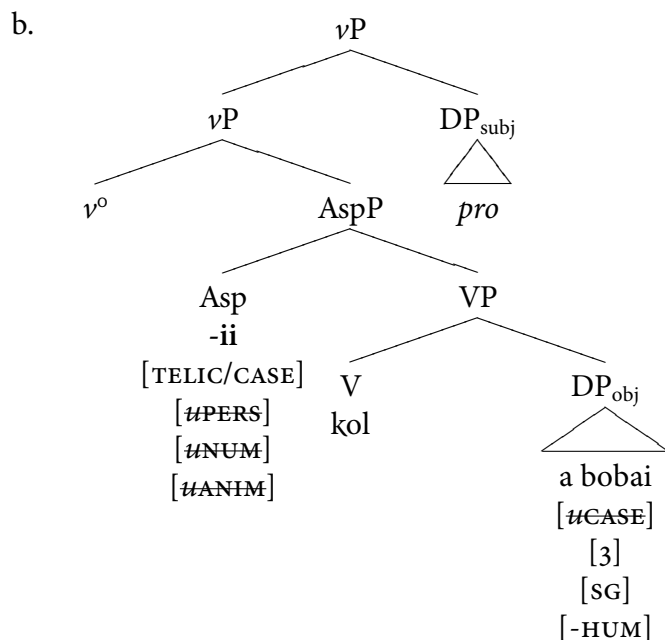 b.
vP
vP DPsubj
vº AspP pro
Asp VP
-ii
[TELIC/CASE] V DPobj
[uPERS] kol
[uNUM]
[uANIM] a bobai
[uCASE]
[3]
[SG]
[-HUM]